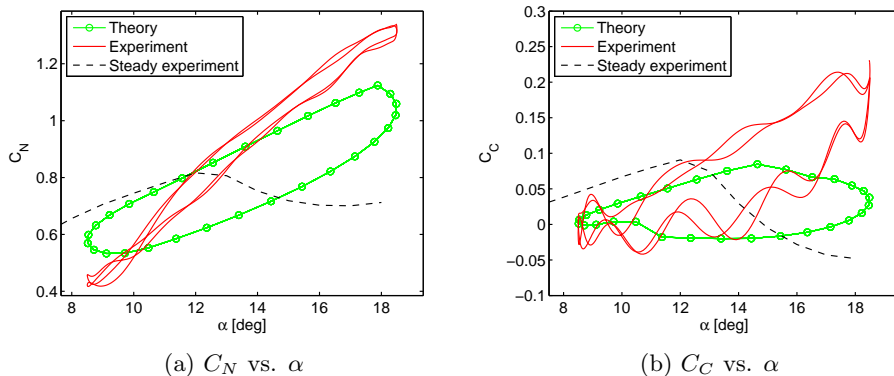 Theory
Experiment
Steady experiment
1.2
1
0.8
0.6
0.4
C_N
8 10 12 14 16 18
α [deg]
(a) C_N vs. α
Theory
Experiment
Steady experiment
0.3
0.25
0.2
0.15
0.1
0.05
0
−0.05
−0.1
C_C
8 10 12 14 16 18
α [deg]
(b) C_C vs. α